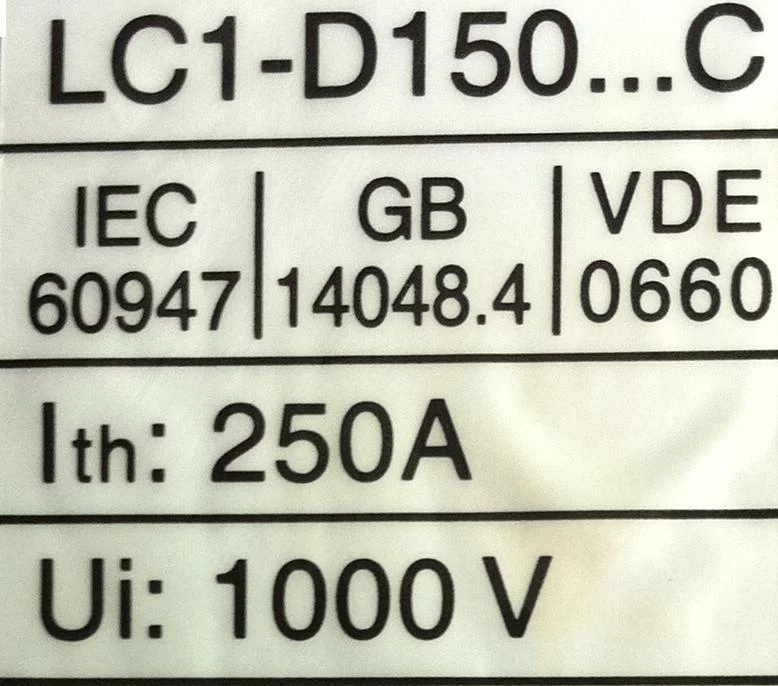 LC1-D150...C
IEC | GB | VDE
60947 | 14048.4 | 0660
Ith: 250A
Ui: 1000 V